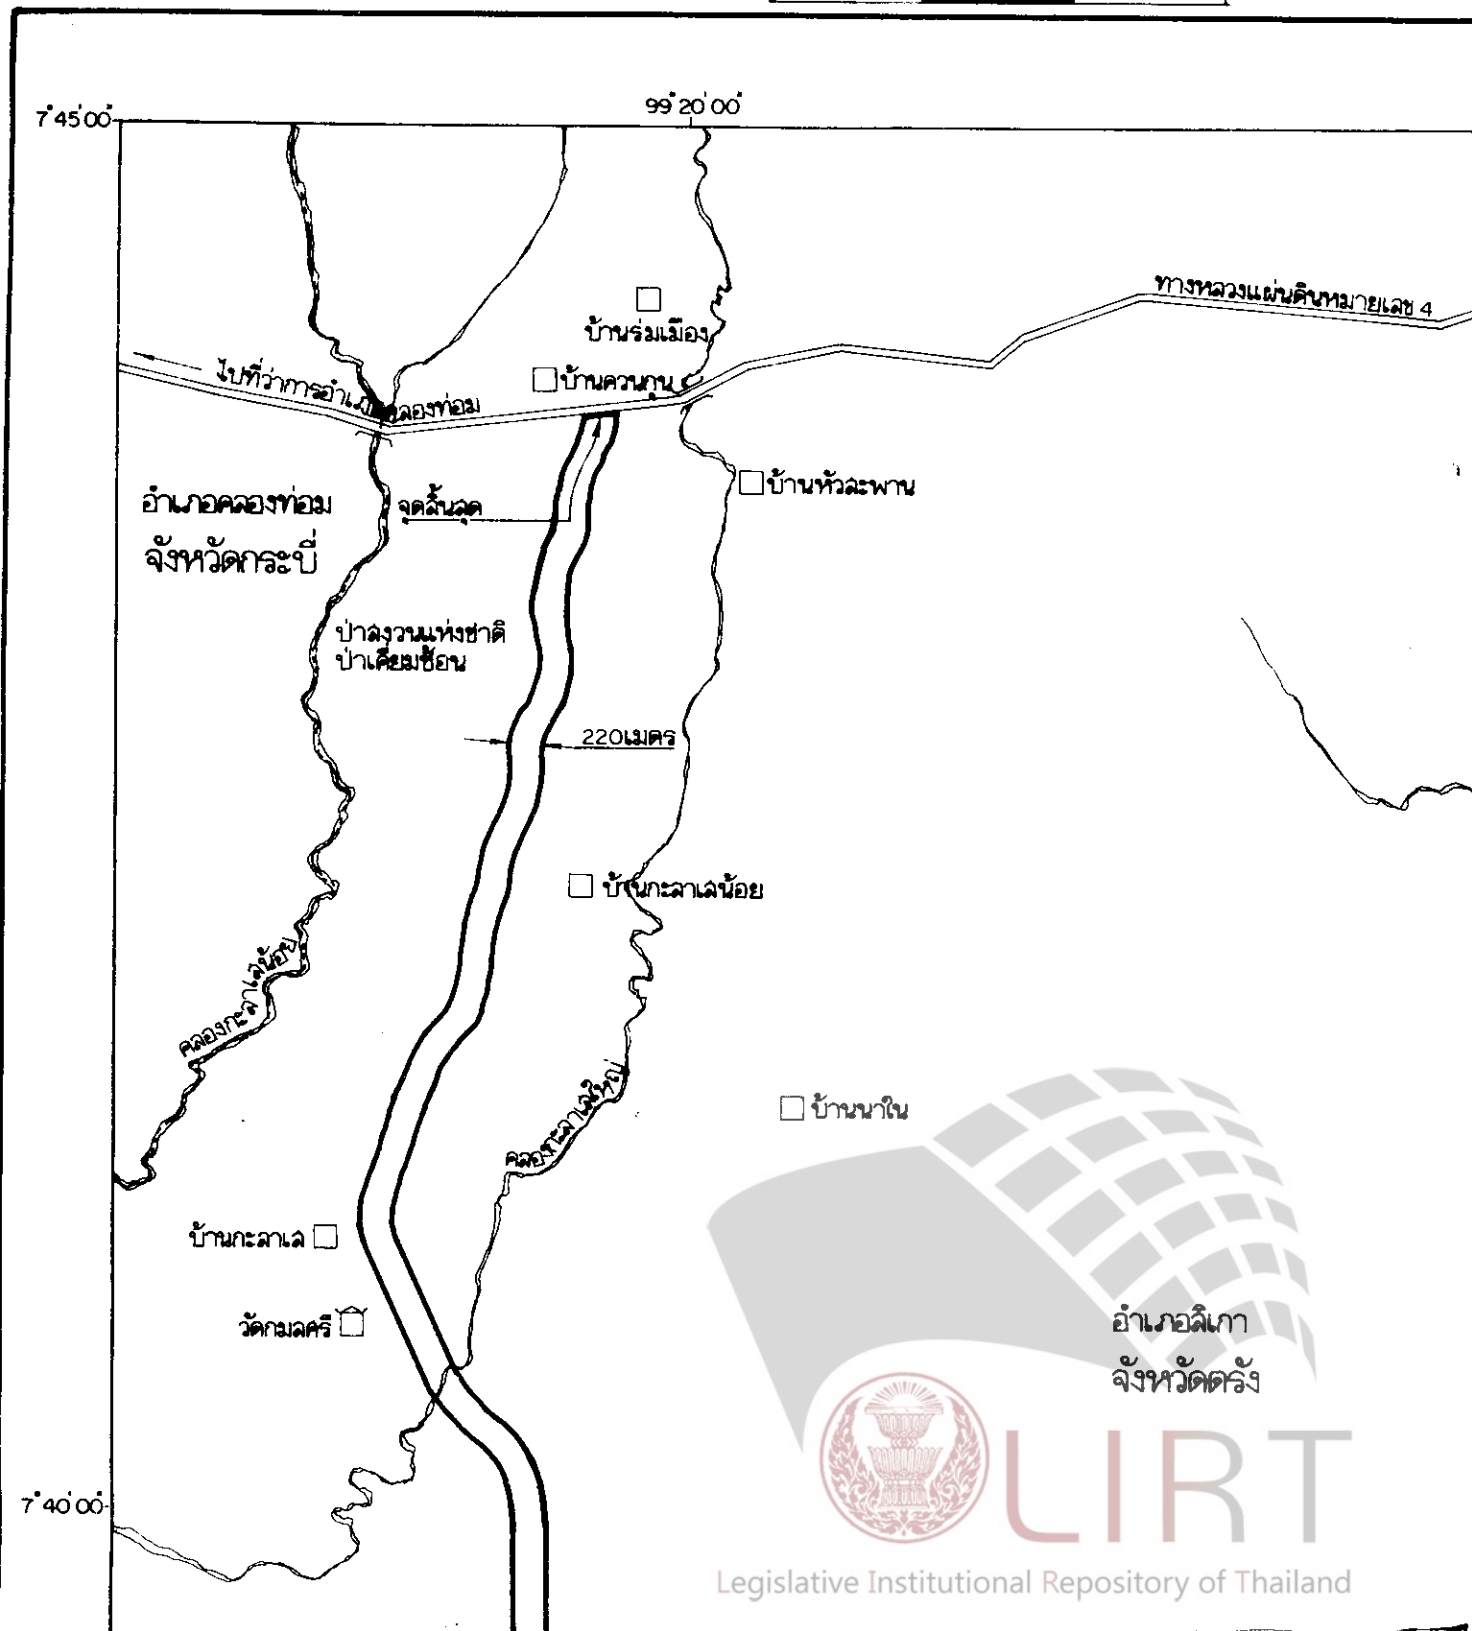 99°20'00"
7°45'00"
ทางหลวงแผ่นดินหมายเลข 4
บ้านร่มเมือง
ไปที่ว่าการอำเภอคลองท่อม
บ้านควนกุน
บ้านหัวสะพาน
อำเภอคลองท่อม
จังหวัดกระบี่
จุดสิ้นสุด
ป่าสงวนแห่งชาติ
ป่าเคี่ยมซ้อน
220เมตร
บ้านกะลาเสน้อย
คลองกะลาเสน้อย
คลองกะลาเสใหญ่
บ้านนาใน
บ้านกะลาเส
วัดกมลศรี
อำเภอสิเกา
จังหวัดตรัง
7°40'00"
LIRT
Legislative Institutional Repository of Thailand